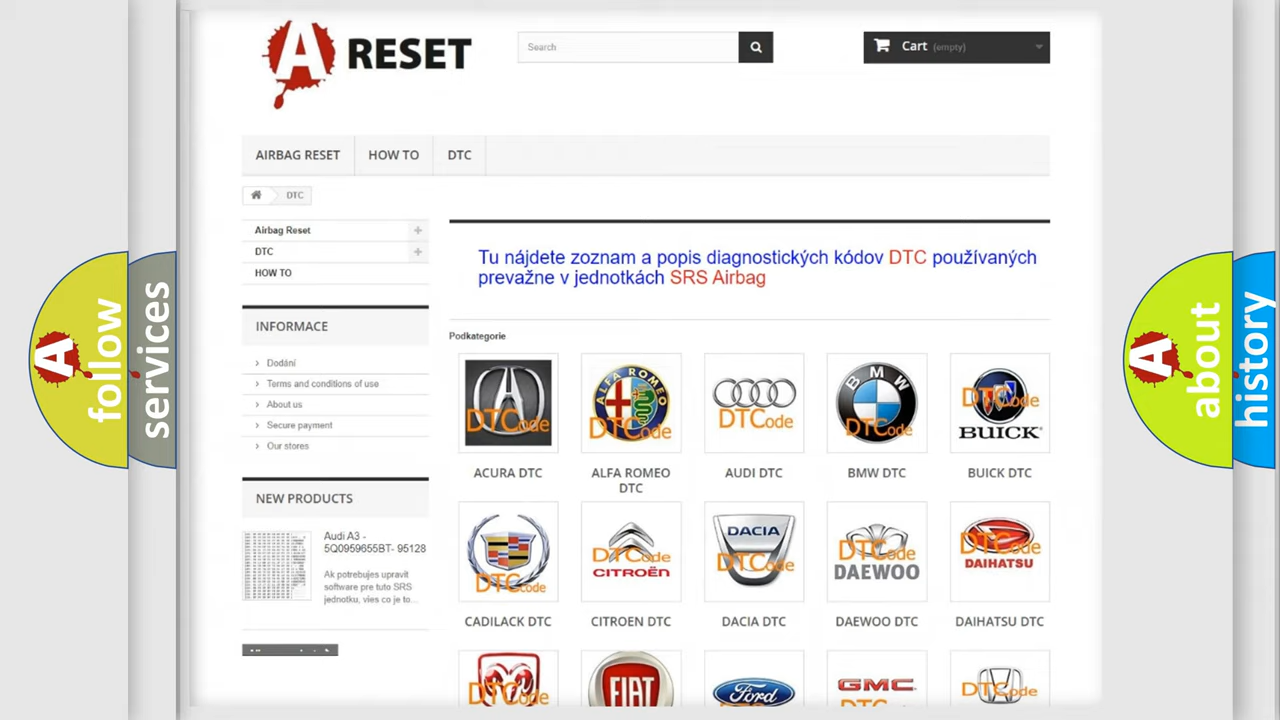 A RESET
Search
Cart (empty)
AIRBAG RESET
HOW TO
DTC
DTC
Airbag Reset
DTC
HOW TO
Tu nájdete zoznam a popis diagnostických kódov DTC používaných
prevažne v jednotkách SRS Airbag
INFORMACE
Dodání
Terms and conditions of use
About us
Secure payment
Our stores
NEW PRODUCTS
Audi A3 -
5Q0959655BT- 95128
Ak potrebujes upravit
software pre tuto SRS
jednotku, vies co je to...
Podkategorie
DTCode
ALFA ROMEO
DTCode
DTCode
BMW
DTCode
DTCode
BUICK
ACURA DTC
ALFA ROMEO
DTC
AUDI DTC
BMW DTC
BUICK DTC
DTCode
DTCode
CITROËN
DACIA
DTCode
DTCode
DAEWOO
DTCode
DAIHATSU
CADILACK DTC
CITROEN DTC
DACIA DTC
DAEWOO DTC
DAIHATSU DTC
DTCode
FIAT
Ford
GMC
DTCode
A follow
services
A about
history